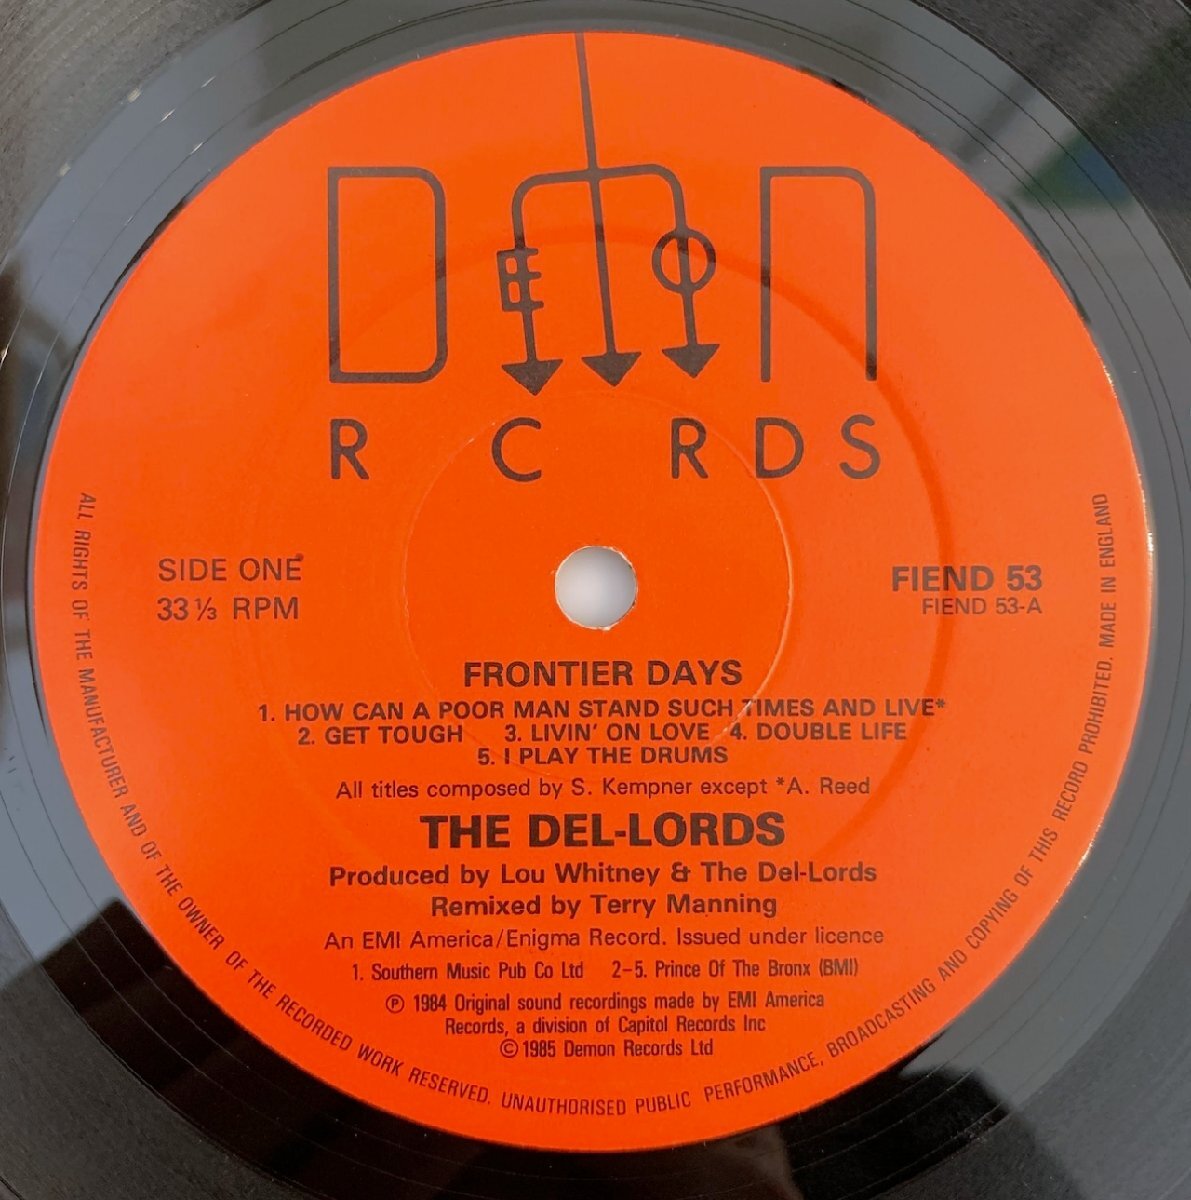 DEMON
R C RDS
SIDE ONE
33 ⅓ RPM
FIEND 53
FIEND 53-A
FRONTIER DAYS
1. HOW CAN A POOR MAN STAND SUCH TIMES AND LIVE*
2. GET TOUGH 3. LIVIN' ON LOVE 4. DOUBLE LIFE
5. I PLAY THE DRUMS
All titles composed by S. Kempner except *A. Reed
THE DEL-LORDS
Produced by Lou Whitney & The Del-Lords
Remixed by Terry Manning
An EMI America/Enigma Record. Issued under licence
1. Southern Music Pub Co Ltd 2–5. Prince Of The Bronx (BMI)
℗ 1984 Original sound recordings made by EMI America
Records, a division of Capitol Records Inc
© 1985 Demon Records Ltd
ALL RIGHTS OF THE MANUFACTURER AND OF THE OWNER OF THE RECORDED WORK RESERVED. UNAUTHORISED PUBLIC PERFORMANCE, BROADCASTING AND COPYING OF THIS RECORD PROHIBITED. MADE IN ENGLAND